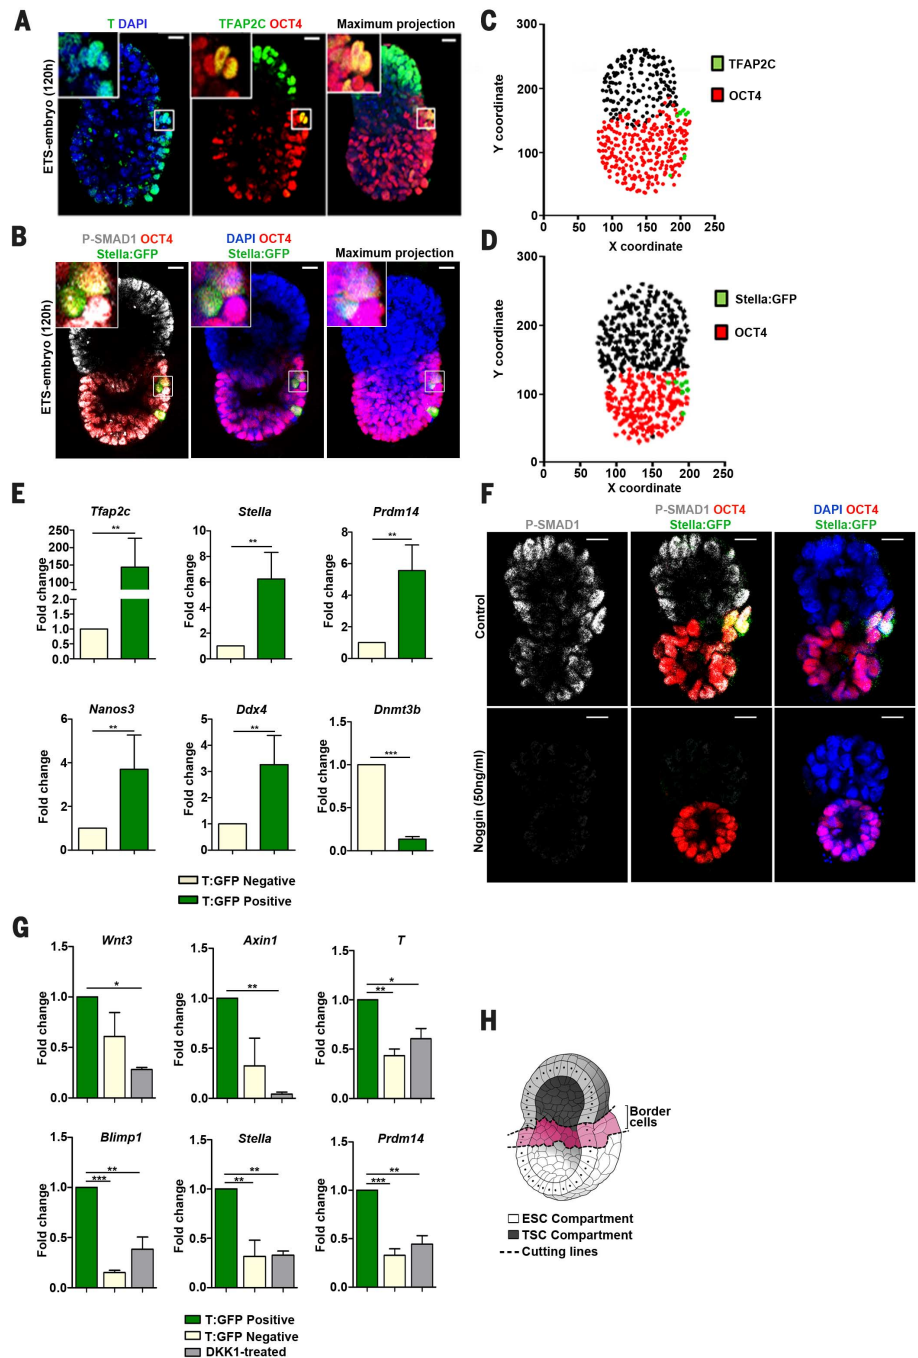 A
T DAPI
TFAP2C OCT4
Maximum projection
ETS-embryo (120h)
B
P-SMAD1 OCT4
Stella:GFP
DAPI OCT4
Stella:GFP
Maximum projection
ETS-embryo (120h)
C
300
200
100
0
Y coordinate
0 50 100 150 200 250
X coordinate
TFAP2C
OCT4
D
300
200
100
0
Y coordinate
0 50 100 150 200 250
X coordinate
Stella:GFP
OCT4
E
Tfap2c
Fold change
250
200
150
100
50
2.0
1.5
1.0
0.5
0.0
**
Stella
Fold change
10
8
6
4
2
0
**
Prdm14
Fold change
8
6
4
2
0
**
Nanos3
Fold change
6
4
2
0
**
Ddx4
Fold change
5
4
3
2
1
0
**
Dnmt3b
Fold change
1.5
1.0
0.5
0.0
***
T:GFP Negative
T:GFP Positive
F
P-SMAD1
P-SMAD1 OCT4
Stella:GFP
DAPI OCT4
Stella:GFP
Control
Noggin (50ng/ml)
G
Wnt3
Fold change
1.5
1.0
0.5
0.0
*
Axin1
Fold change
1.5
1.0
0.5
0.0
**
T
Fold change
1.5
1.0
0.5
0.0
*
**
Blimp1
Fold change
1.5
1.0
0.5
0.0
**
***
Stella
Fold change
1.5
1.0
0.5
0.0
**
**
Prdm14
Fold change
1.5
1.0
0.5
0.0
**
***
T:GFP Positive
T:GFP Negative
DKK1-treated
H
Border
cells
ESC Compartment
TSC Compartment
Cutting lines